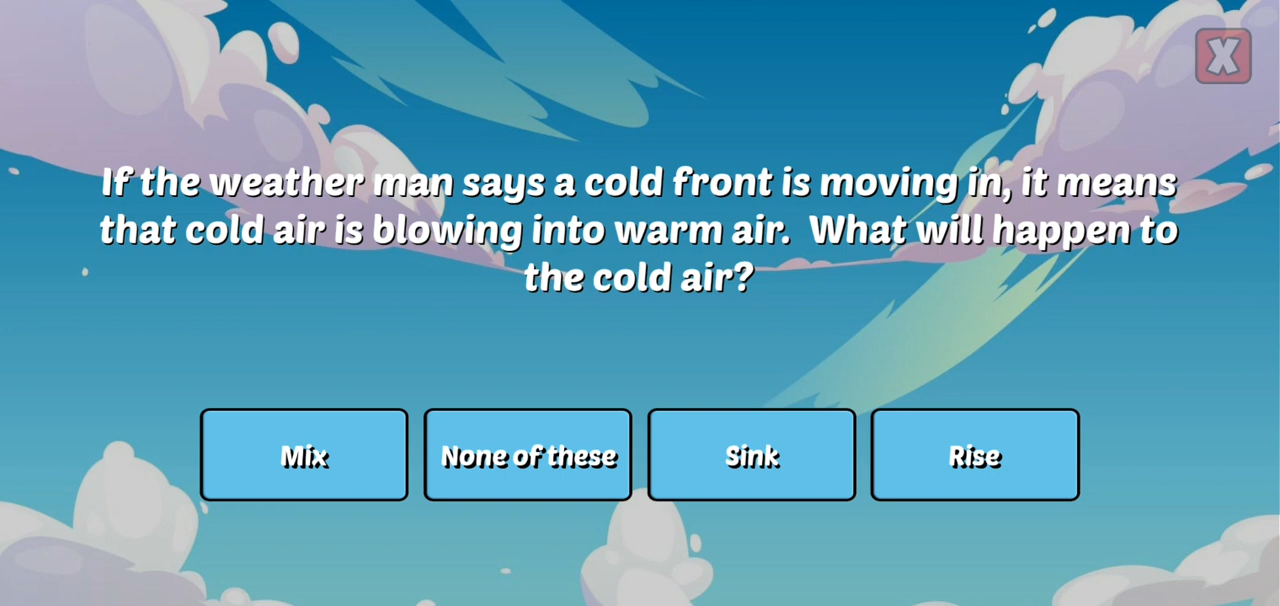 X
If the weather man says a cold front is moving in, it means
that cold air is blowing into warm air.  What will happen to
the cold air?
Mix
None of these
Sink
Rise